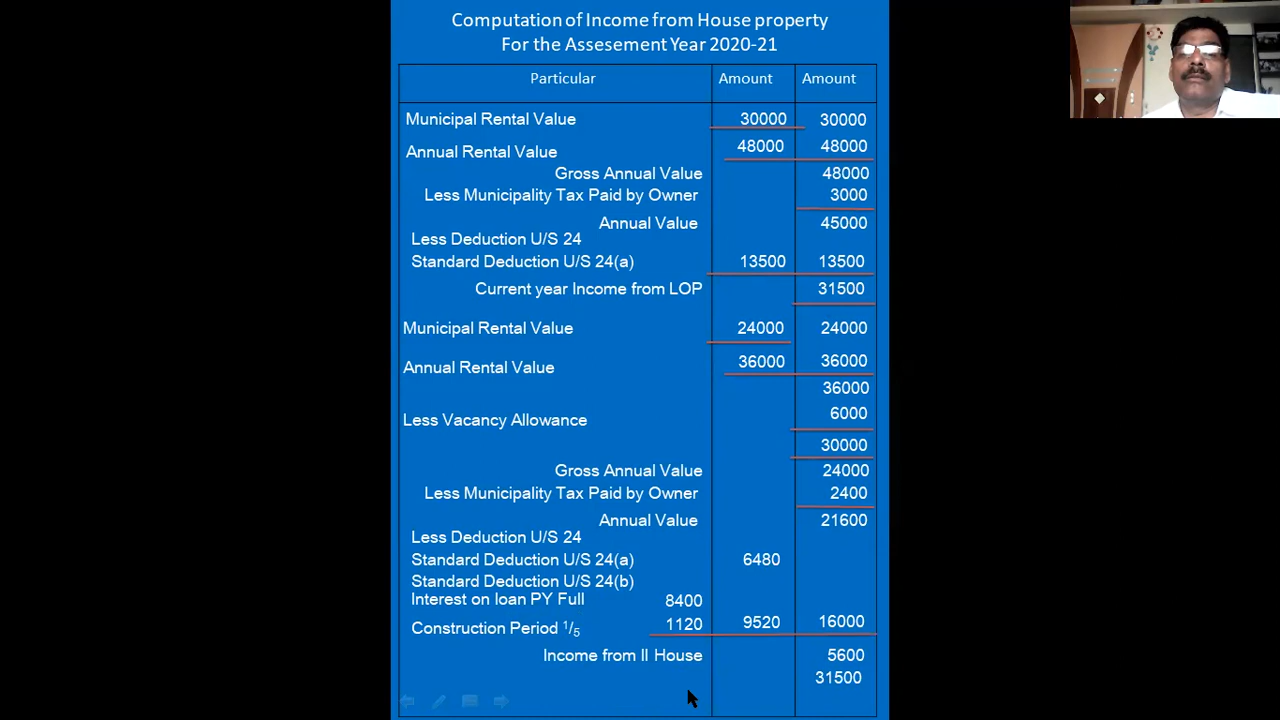 Computation of Income from House property
For the Assesement Year 2020-21
Particular Amount Amount
Municipal Rental Value 30000 30000
Annual Rental Value 48000 48000
Gross Annual Value 48000
Less Municipality Tax Paid by Owner 3000
Annual Value 45000
Less Deduction U/S 24
Standard Deduction U/S 24(a) 13500 13500
Current year Income from LOP 31500
Municipal Rental Value 24000 24000
Annual Rental Value 36000 36000
36000
Less Vacancy Allowance 6000
30000
Gross Annual Value 24000
Less Municipality Tax Paid by Owner 2400
Annual Value 21600
Less Deduction U/S 24
Standard Deduction U/S 24(a) 6480
Standard Deduction U/S 24(b)
Interest on loan PY Full 8400
Construction Period 1/5 1120 9520 16000
Income from II House 5600
31500